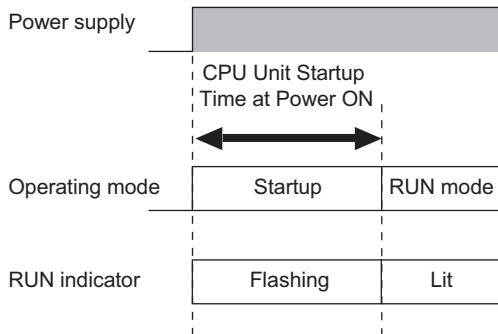 Power supply
CPU Unit Startup
Time at Power ON
Operating mode
Startup
RUN mode
RUN indicator
Flashing
Lit